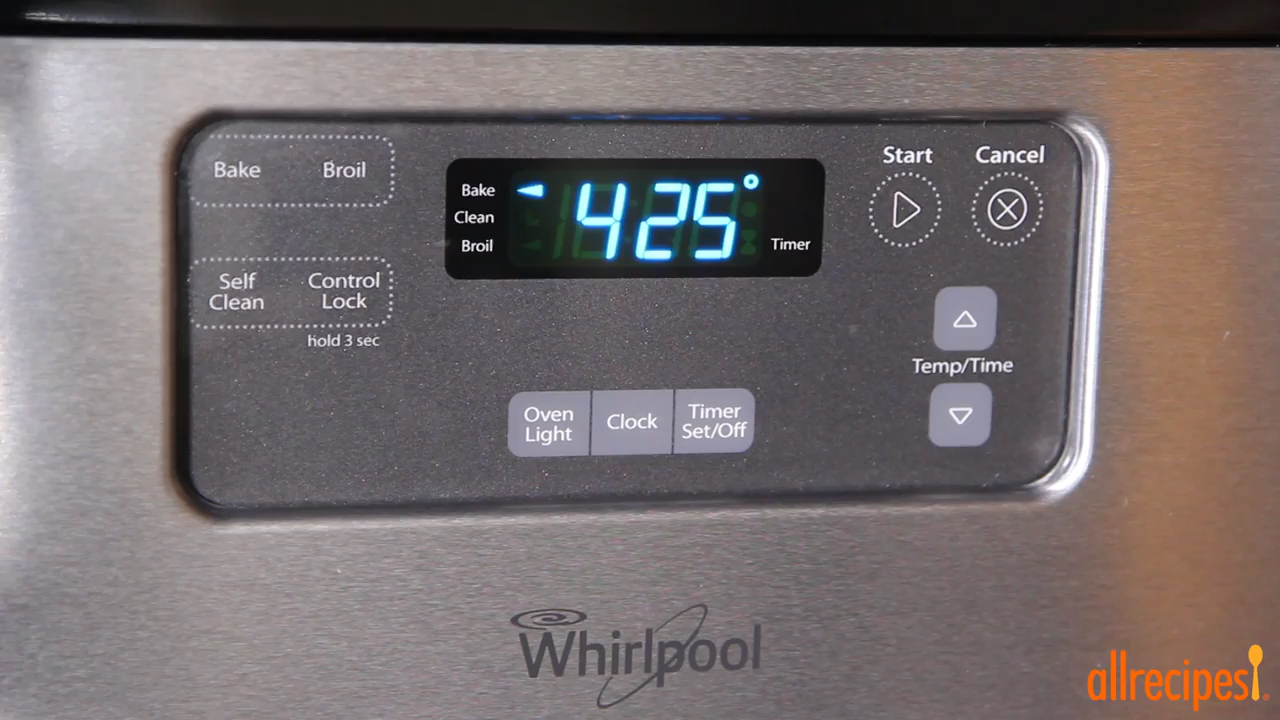 Bake Broil
Self Clean
Control Lock
hold 3 sec
Bake
Clean
Broil
425°
Timer
Start Cancel
Temp/Time
Oven Light
Clock
Timer Set/Off
Whirlpool
allrecipes